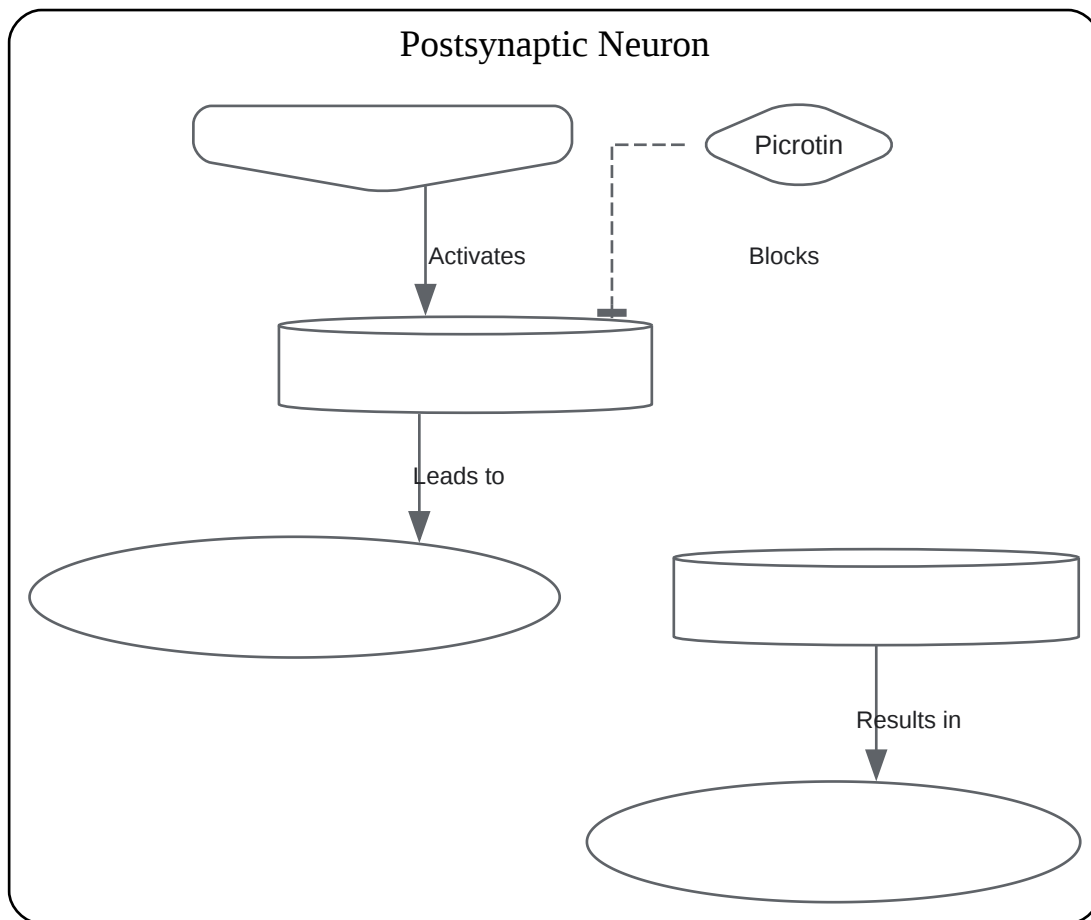 Postsynaptic Neuron
Picrotin
Activates
Blocks
Leads to
Results in